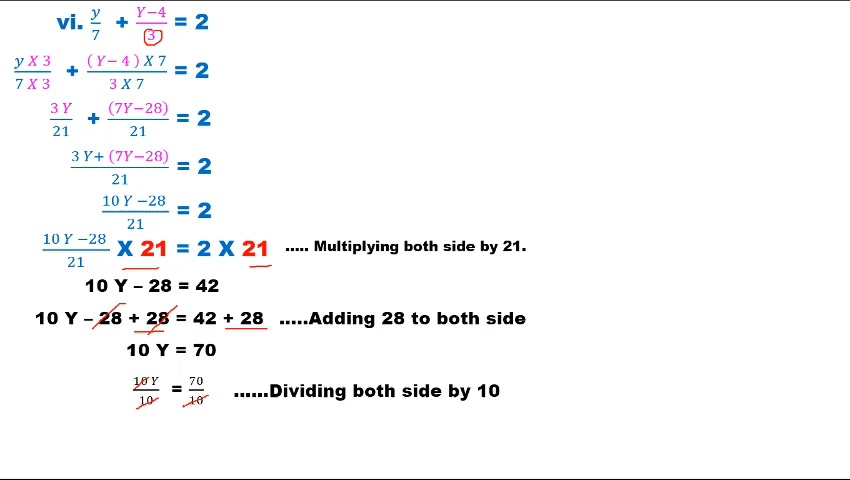 vi. y/7 + Y−4/3 = 2
y X 3/7 X 3 + ( Y− 4 ) X 7/3 X 7 = 2
3 Y/21 + (7Y−28)/21 = 2
3 Y+ (7Y−28)/21 = 2
10 Y −28/21 = 2
10 Y −28/21 X 21 = 2 X 21 ..... Multiplying both side by 21.
10 Y – 28 = 42
10 Y – 28 + 28 = 42 + 28 .....Adding 28 to both side
10 Y = 70
10 Y/10 = 70/10 ......Dividing both side by 10